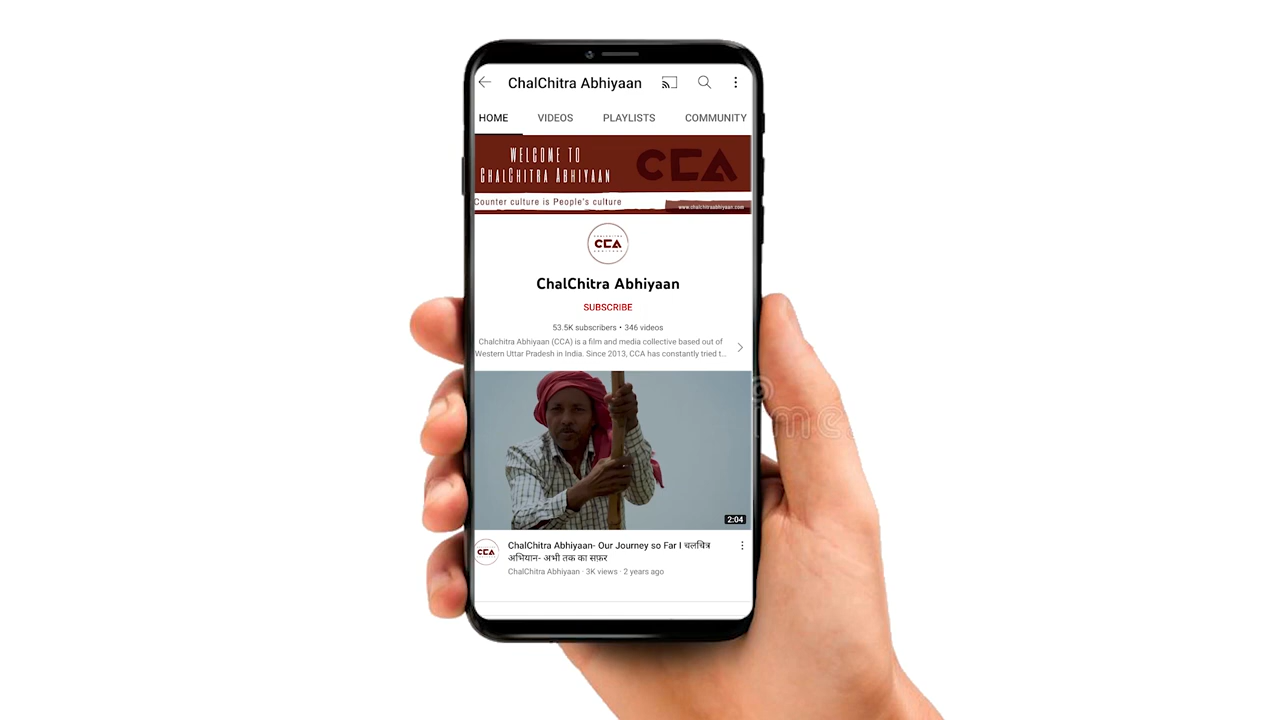 ChalChitra Abhiyaan
HOME VIDEOS PLAYLISTS COMMUNITY
WELCOME TO
CHALCHITRA ABHIYAAN
CCA
Counter culture is People's culture
www.chalchitraabhiyaan.com
CHALCHITRA
CCA
ABHIYAAN
ChalChitra Abhiyaan
SUBSCRIBE
53.5K subscribers • 346 videos
Chalchitra Abhiyaan (CCA) is a film and media collective based out of
Western Uttar Pradesh in India. Since 2013, CCA has constantly tried t...
2:04
CCA
ChalChitra Abhiyaan- Our Journey so Far I चलचित्र
अभियान- अभी तक का सफ़र
ChalChitra Abhiyaan · 3K views · 2 years ago